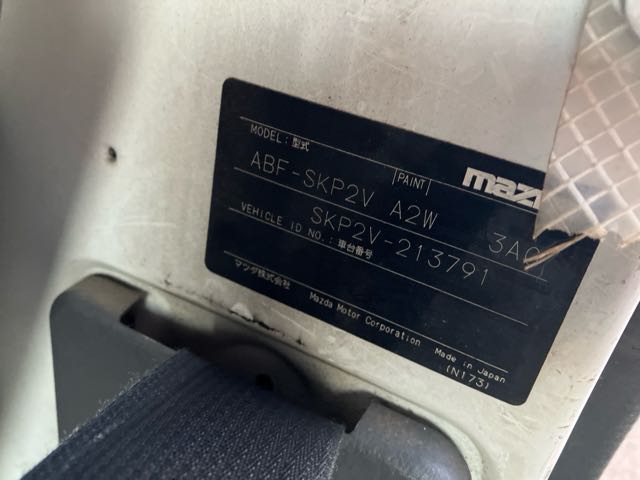 MODEL：型式 PAINT mazd
ABF-SKP2V A2W 3AC
VEHICLE ID NO.：車台番号
SKP2V-213791
マツダ株式会社 Mazda Motor Corporation Made in Japan
(N173)